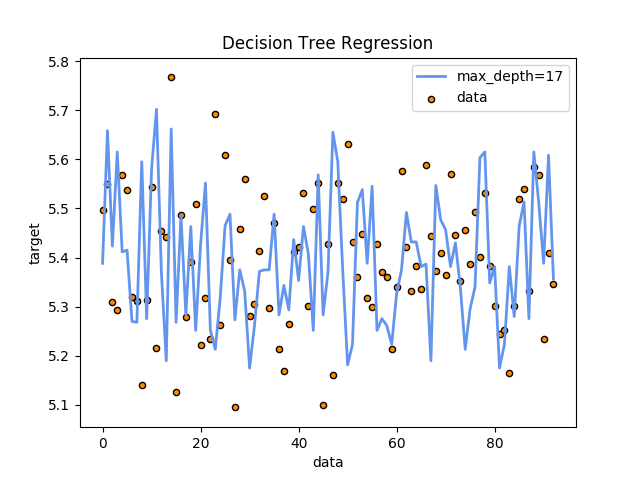 Decision Tree Regression
max_depth=17
data
target
5.8
5.7
5.6
5.5
5.4
5.3
5.2
5.1
0 20 40 60 80
data